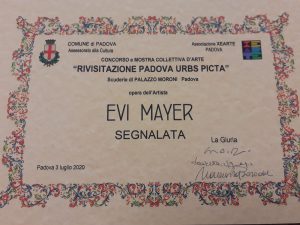 COMUNE DI PADOVA
Assessorato alla Cultura
Associazione XEARTE
PADOVA
CONCORSO e MOSTRA COLLETTIVA D'ARTE
"RIVISITAZIONE PADOVA URBS PICTA"
Scuderie di PALAZZO MORONI Padova
opera dell'Artista
EVI MAYER
SEGNALATA
La Giuria
Padova 3 luglio 2020